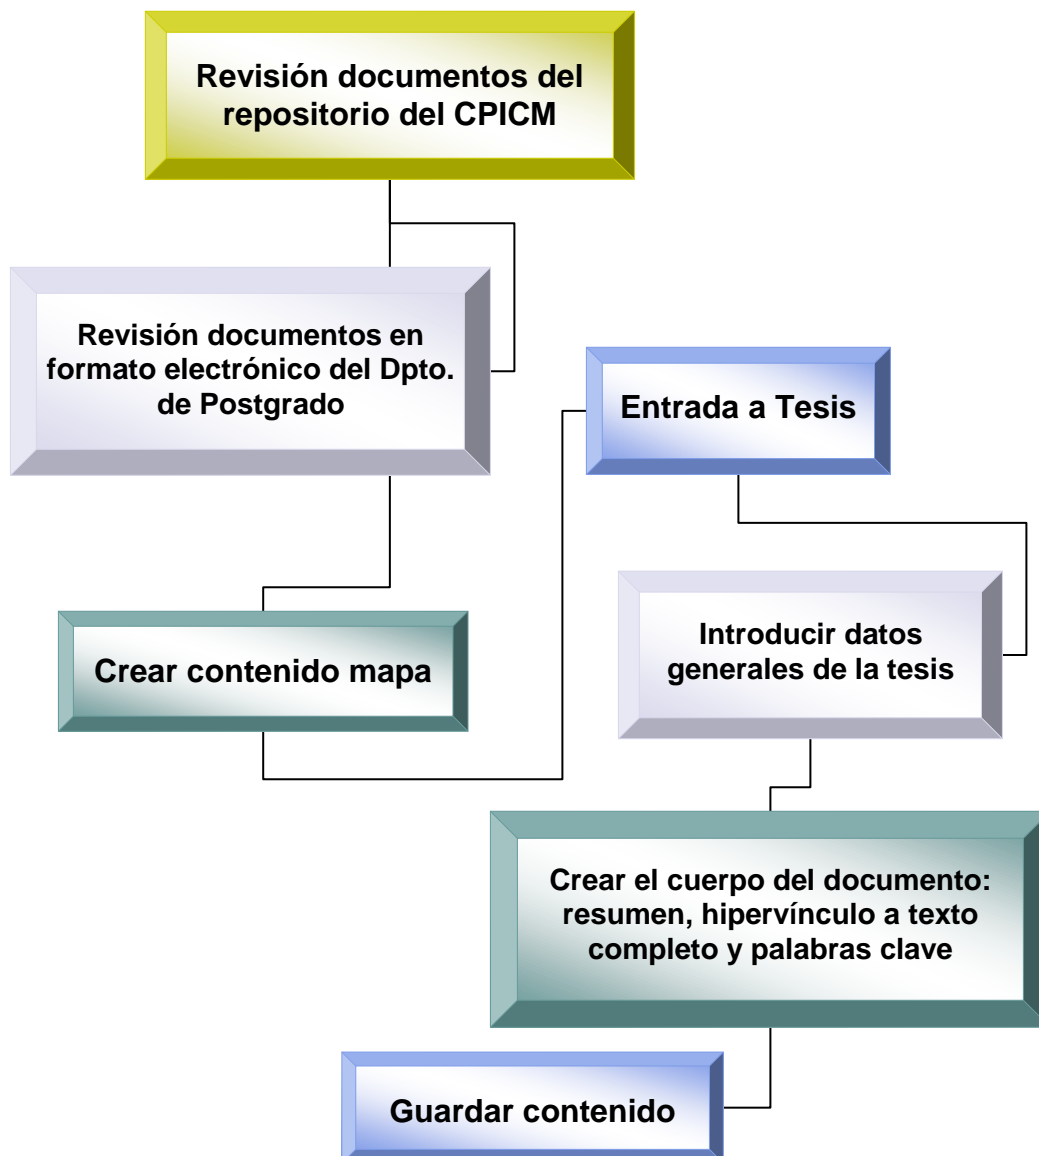 Revisión documentos del
repositorio del CPICM
Revisión documentos en
formato electrónico del Dpto.
de Postgrado
Entrada a Tesis
Crear contenido mapa
Introducir datos
generales de la tesis
Crear el cuerpo del documento:
resumen, hipervínculo a texto
completo y palabras clave
Guardar contenido